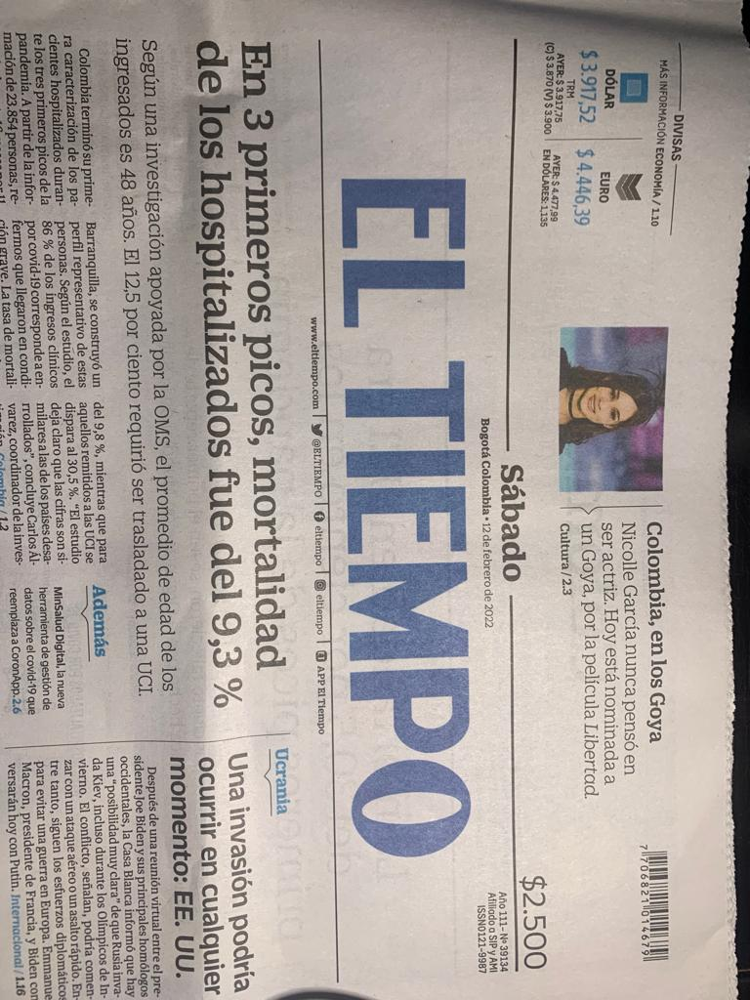 DIVISAS
MÁS INFORMACIÓN ECONOMÍA / 1.10
DÓLAR
$3.917,52
TRM
AYER: $ 3.917,75
(C) $ 3.870 (V) $ 3.900
EURO
$ 4.446,39
AYER: $ 4.477,99
EN DÓLARES: 1,135
Colombia, en los Goya
Nicolle García nunca pensó en
ser actriz. Hoy está nominada a
un Goya, por la película Libertad.
Cultura / 2.3
7 706821 014679
Sábado
$2.500
Bogotá Colombia • 12 de febrero de 2022
Año 111 - Nº 39134
Afiliado a SIP y AMI
ISSN0121-9987
EL TIEMPO
www.eltiempo.com | @ELTIEMPO | eltiempo | eltiempo | APP El Tiempo
En 3 primeros picos, mortalidad
de los hospitalizados fue del 9,3 %
Según una investigación apoyada por la OMS, el promedio de edad de los
ingresados es 48 años. El 12,5 por ciento requirió ser trasladado a una UCI.
Colombia terminó su prime-
ra caracterización de los pa-
cientes hospitalizados duran-
te los tres primeros picos de la
pandemia. A partir de la infor-
mación de 23.854 personas, re-
Barranquilla, se construyó un
perfil representativo de estas
personas. Según el estudio, el
86 % de los ingresos clínicos
por covid-19 corresponde a en-
fermos que llegaron en condi-
ción grave. La tasa de mortali-
del 9,8 %, mientras que para
aquellos remitidos a las UCI se
dispara al 30,5 %. "El estudio
deja claro que las cifras son si-
milares a las de los países desa-
rrollados", concluye Carlos Ál-
varez, coordinador de la inves-
tigación. Colombia / 1.2
Además
MinSalud Digital, la nueva
herramienta de gestión de
datos sobre el covid-19 que
reemplaza a CoronApp. 2.6
Ucrania
Una invasión podría
ocurrir en cualquier
momento: EE. UU.
Después de una reunión virtual entre el pre-
sidente Joe Biden y sus principales homólogos
occidentales, la Casa Blanca informó que hay
una "posibilidad muy clara" de que Rusia inva-
da Kiev, incluso durante los Olímpicos de In-
vierno. El conflicto, señalan, podría comen-
zar con un ataque aéreo o un asalto rápido. En-
tre tanto, siguen los esfuerzos diplomáticos
para evitar una guerra en Europa. Emmanuel
Macron, presidente de Francia, y Biden con-
versarán hoy con Putin. Internacional / 1.16